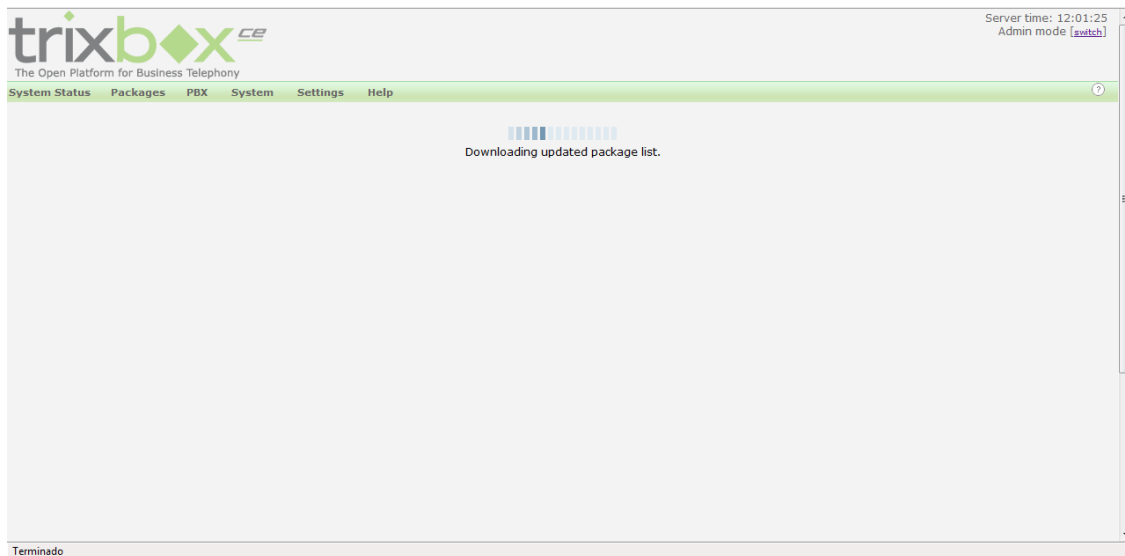 trixbox ce
The Open Platform for Business Telephony
Server time: 12:01:25
Admin mode [switch]
System Status Packages PBX System Settings Help ?
Downloading updated package list.
Terminado